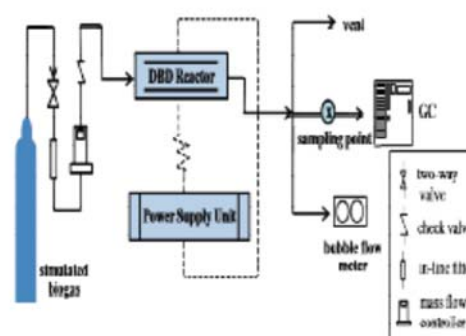 vent
DBD Reactor
GC
sampling point
two-way
valve
Power Supply Unit
check valv
bubble flow
meter
in-line filt
simulated
biogas
mass flow
controller